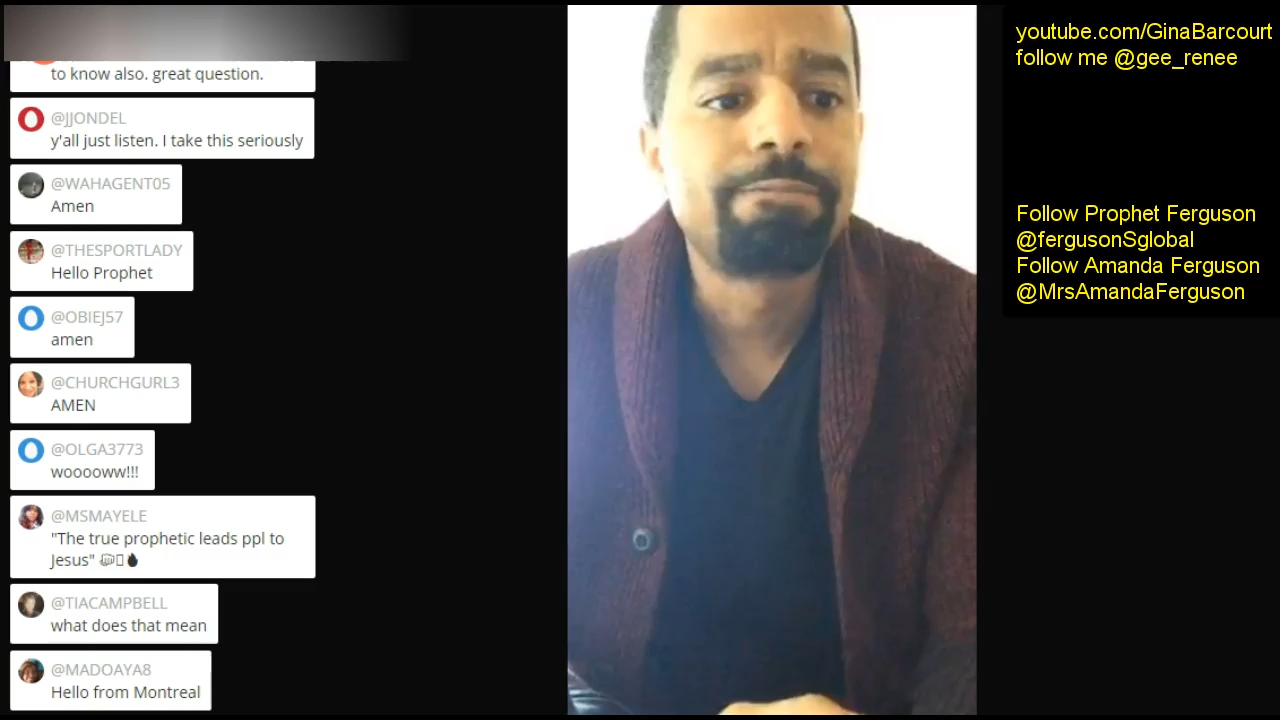 to know also. great question.
@JJONDEL
y'all just listen. I take this seriously
@WAHAGENT05
Amen
@THESPORTLADY
Hello Prophet
@OBIEJ57
amen
@CHURCHGURL3
AMEN
@OLGA3773
wooooww!!!
@MSMAYELE
"The true prophetic leads ppl to
Jesus"
@TIACAMPBELL
what does that mean
@MADOAYA8
Hello from Montreal
youtube.com/GinaBarcourt
follow me @gee_renee
Follow Prophet Ferguson
@fergusonSglobal
Follow Amanda Ferguson
@MrsAmandaFerguson